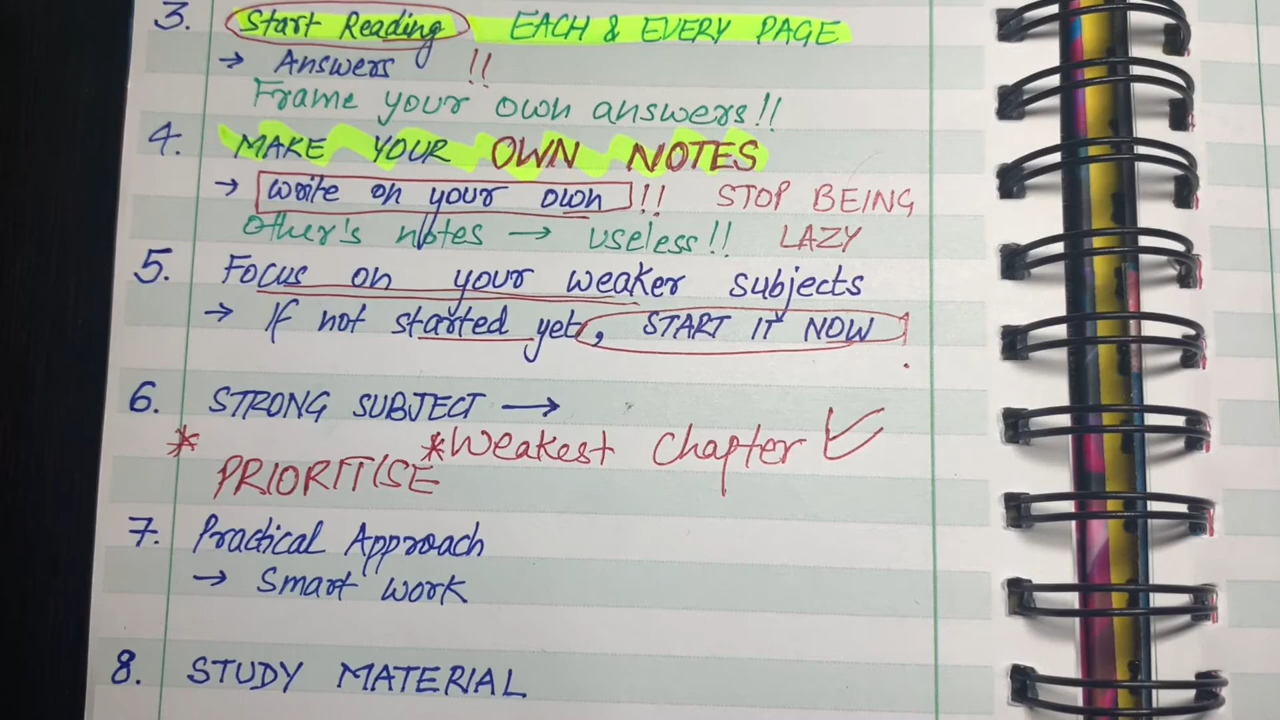 3. Start Reading EACH & EVERY PAGE
→ Answers !!
Frame your own answers!!
4. MAKE YOUR OWN NOTES
→ Write on your own !! STOP BEING
Other's notes → useless!! LAZY
5. Focus on your weaker subjects
→ If not started yet, START IT NOW!
6. STRONG SUBJECT →
* *Weakest Chapter
PRIORITISE
7. Practical Approach
→ Smart work
8. STUDY MATERIAL